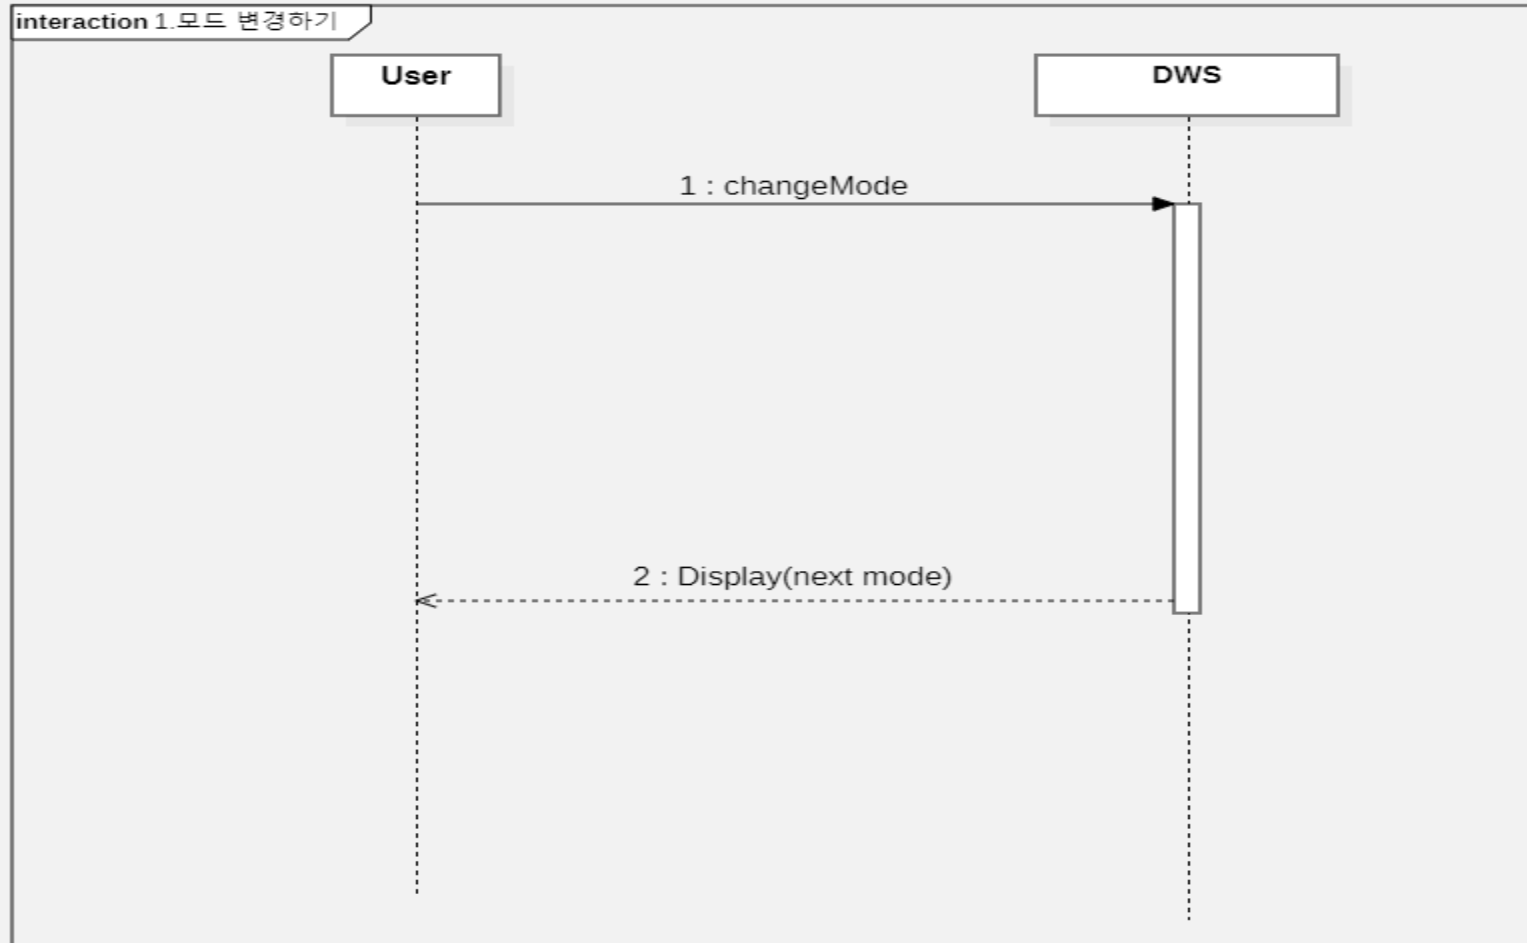 interaction 1.모드 변경하기
User
DWS
1 : changeMode
2 : Display(next mode)